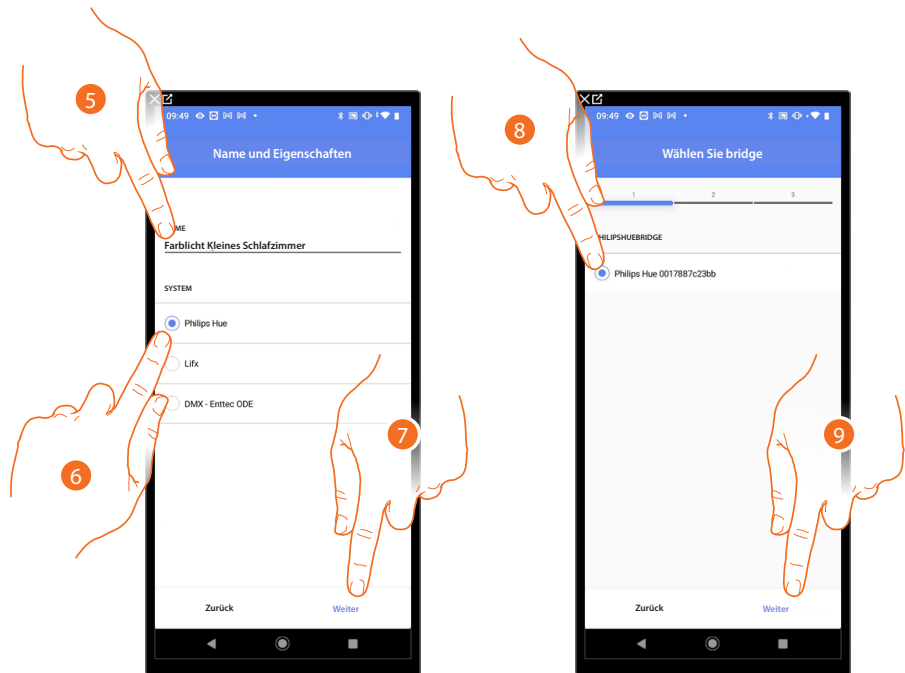 5
09:49
Name und Eigenschaften
Farblicht Kleines Schlafzimmer
SYSTEM
Philips Hue
Lifx
DMX - Enttec ODE
6
7
Zurück
Weiter
8
09:49
Wählen Sie bridge
1 2 3
HILIPSHUEBRIDGE
Philips Hue 0017887c23bb
9
Zurück
Weiter